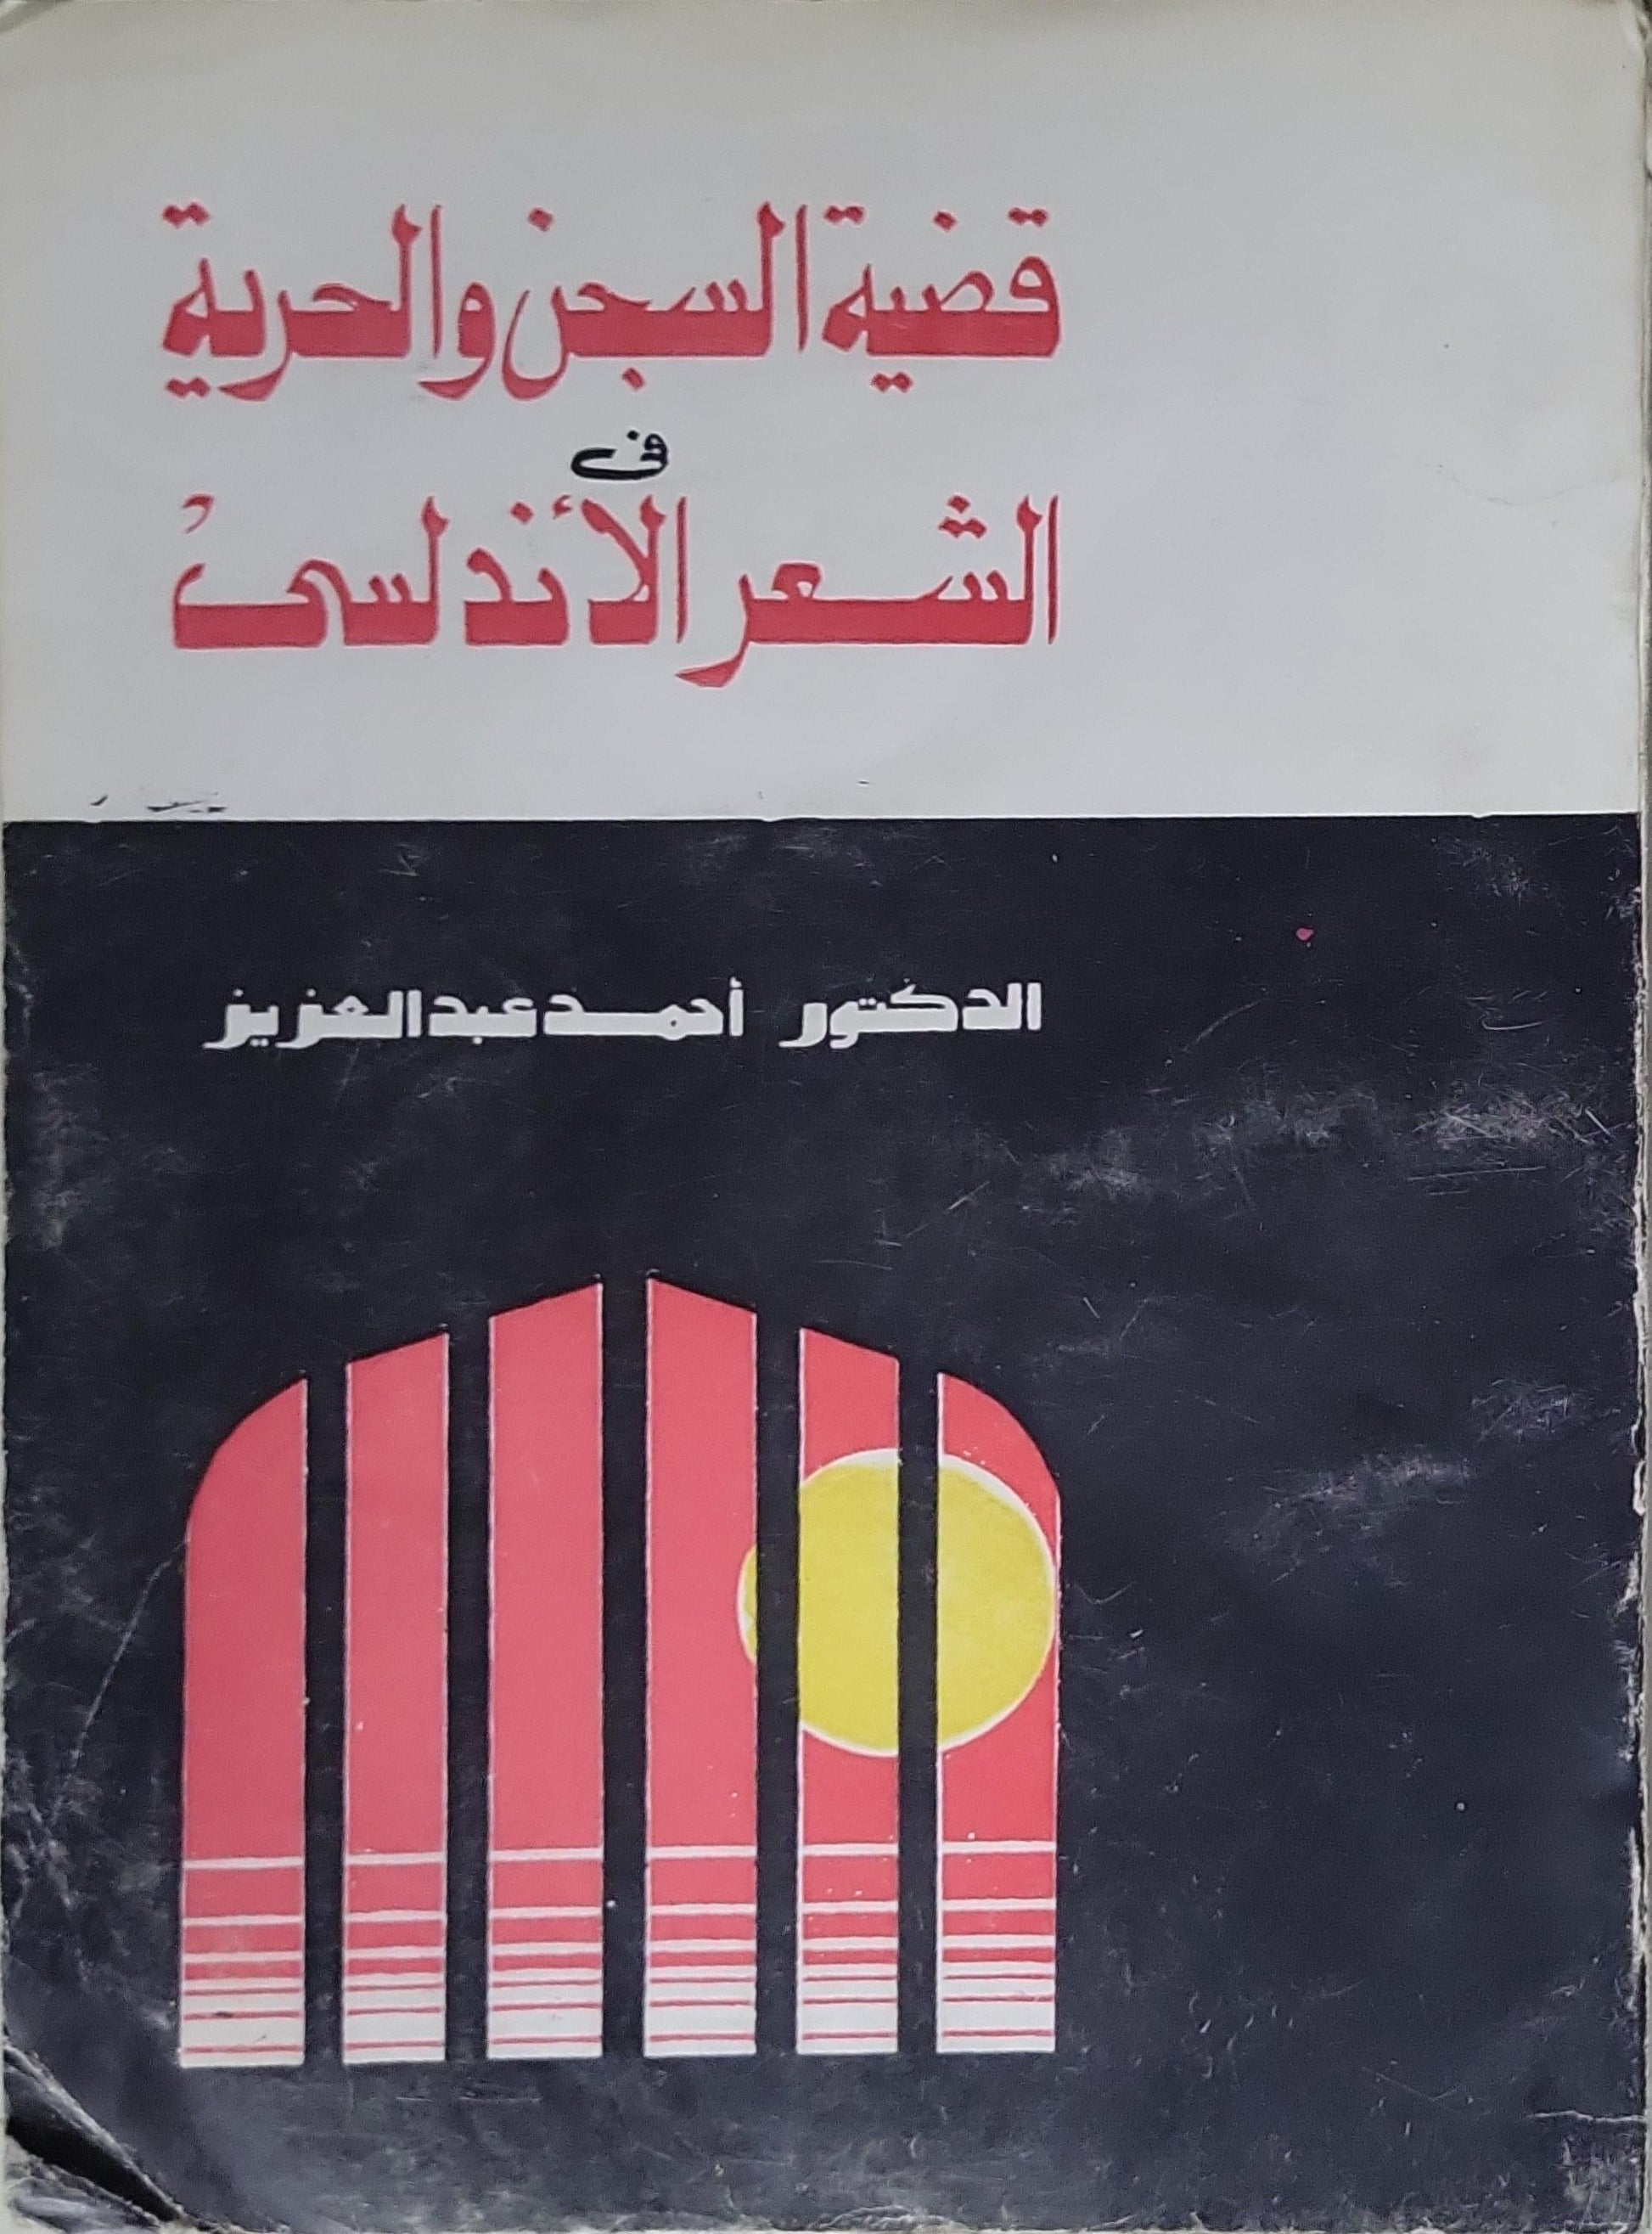 قضية السجن والحرية
فى
الشعر الأندلسى
الدكتور أحمد عبد العزيز